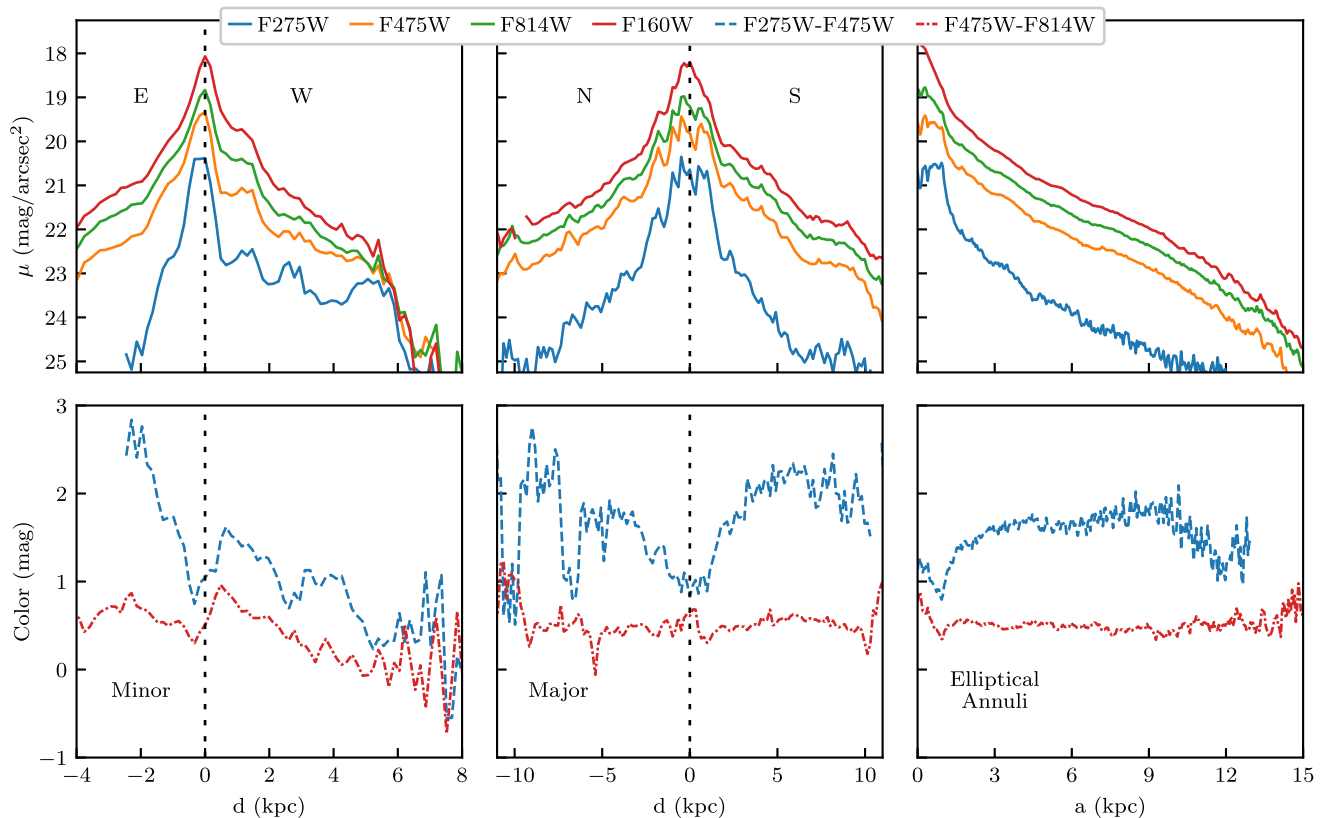 F275W F475W F814W F160W F275W-F475W F475W-F814W
E W
N S
18
19
20
21
22
23
24
25
μ (mag/arcsec²)
3
2
1
0
−1
Color (mag)
Minor
Major
Elliptical
Annuli
−4 −2 0 2 4 6 8
−10 −5 0 5 10
0 3 6 9 12 15
d (kpc)
d (kpc)
a (kpc)